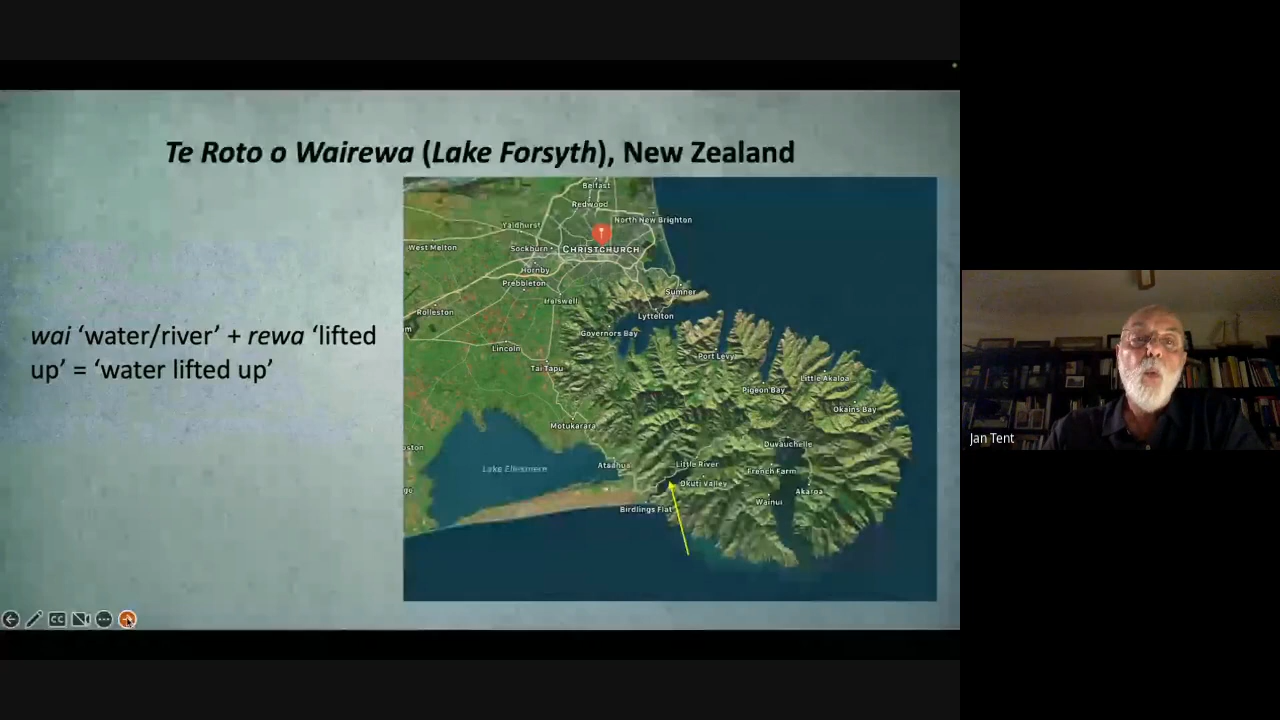 Te Roto o Wairewa (Lake Forsyth), New Zealand
wai ‘water/river’ + rewa ‘lifted
up’ = ‘water lifted up’
Belfast
Redwood
North New Brighton
Yaldhurst
West Melton
Sockburn
CHRISTCHURCH
Hornby
Prebbleton
Sumner
Halswell
Rolleston
Lyttelton
Governors Bay
Lincoln
Port Levy
Tai Tapu
Little Akaloa
Pigeon Bay
Okains Bay
Motukarara
Duvauchelle
Lake Ellesmere
Ataahua
Little River
French Farm
Okuti Valley
Akaroa
Wainui
Birdlings Flat
Jan Tent
CC